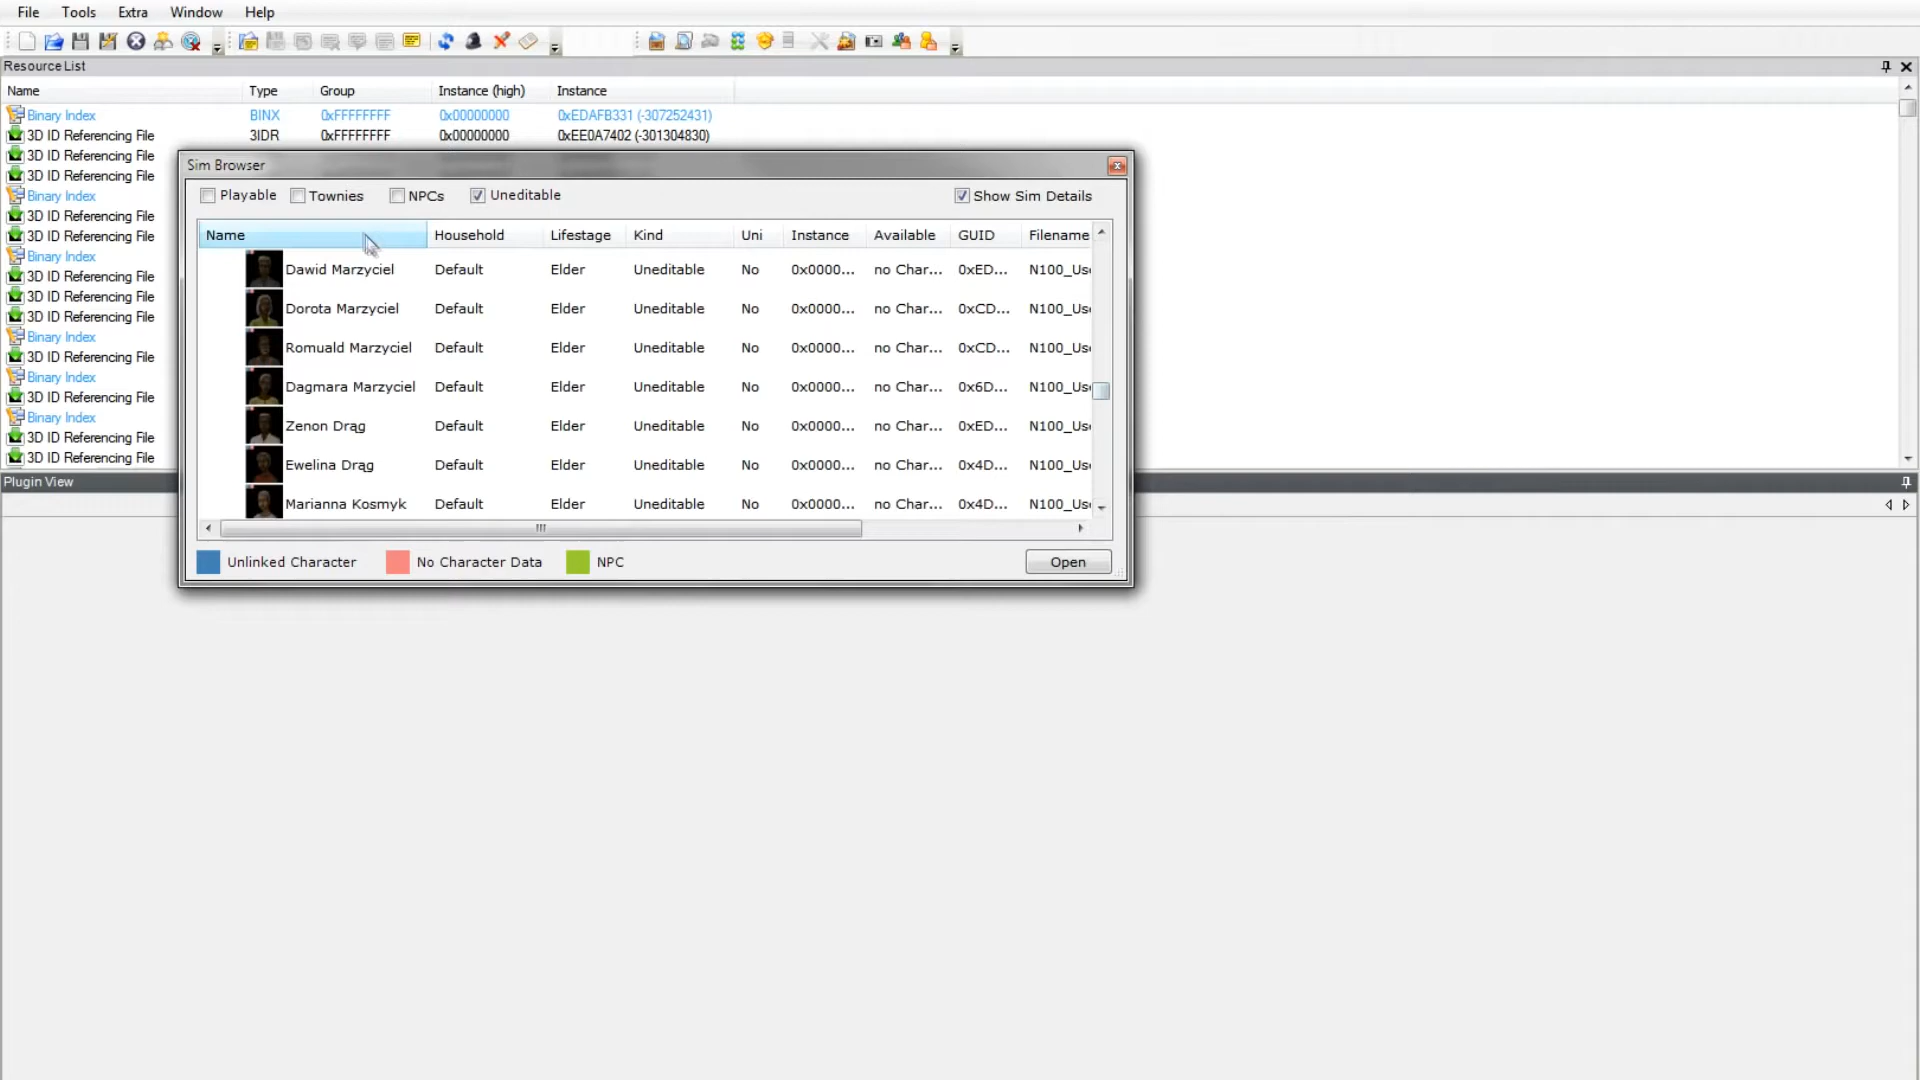 File Tools Extra Window Help
Resource List
Name Type Group Instance (high) Instance
Binary Index BINX 0xFFFFFFFF 0x00000000 0xEDAFB331 (-307252431)
3D ID Referencing File 3IDR 0xFFFFFFFF 0x00000000 0xEE0A7402 (-301304830)
3D ID Referencing File
3D ID Referencing File
Binary Index
3D ID Referencing File
3D ID Referencing File
Binary Index
3D ID Referencing File
3D ID Referencing File
3D ID Referencing File
Binary Index
3D ID Referencing File
Binary Index
3D ID Referencing File
Binary Index
3D ID Referencing File
3D ID Referencing File
Sim Browser
Playable Townies NPCs Uneditable Show Sim Details
Name Household Lifestage Kind Uni Instance Available GUID Filename
Dawid Marzyciel Default Elder Uneditable No 0x0000... no Char... 0xED... N100_Us
Dorota Marzyciel Default Elder Uneditable No 0x0000... no Char... 0xCD... N100_Us
Romuald Marzyciel Default Elder Uneditable No 0x0000... no Char... 0xCD... N100_Us
Dagmara Marzyciel Default Elder Uneditable No 0x0000... no Char... 0x6D... N100_Us
Zenon Drąg Default Elder Uneditable No 0x0000... no Char... 0xED... N100_Us
Ewelina Drąg Default Elder Uneditable No 0x0000... no Char... 0x4D... N100_Us
Marianna Kosmyk Default Elder Uneditable No 0x0000... no Char... 0x4D... N100_Us
Unlinked Character No Character Data NPC Open
Plugin View